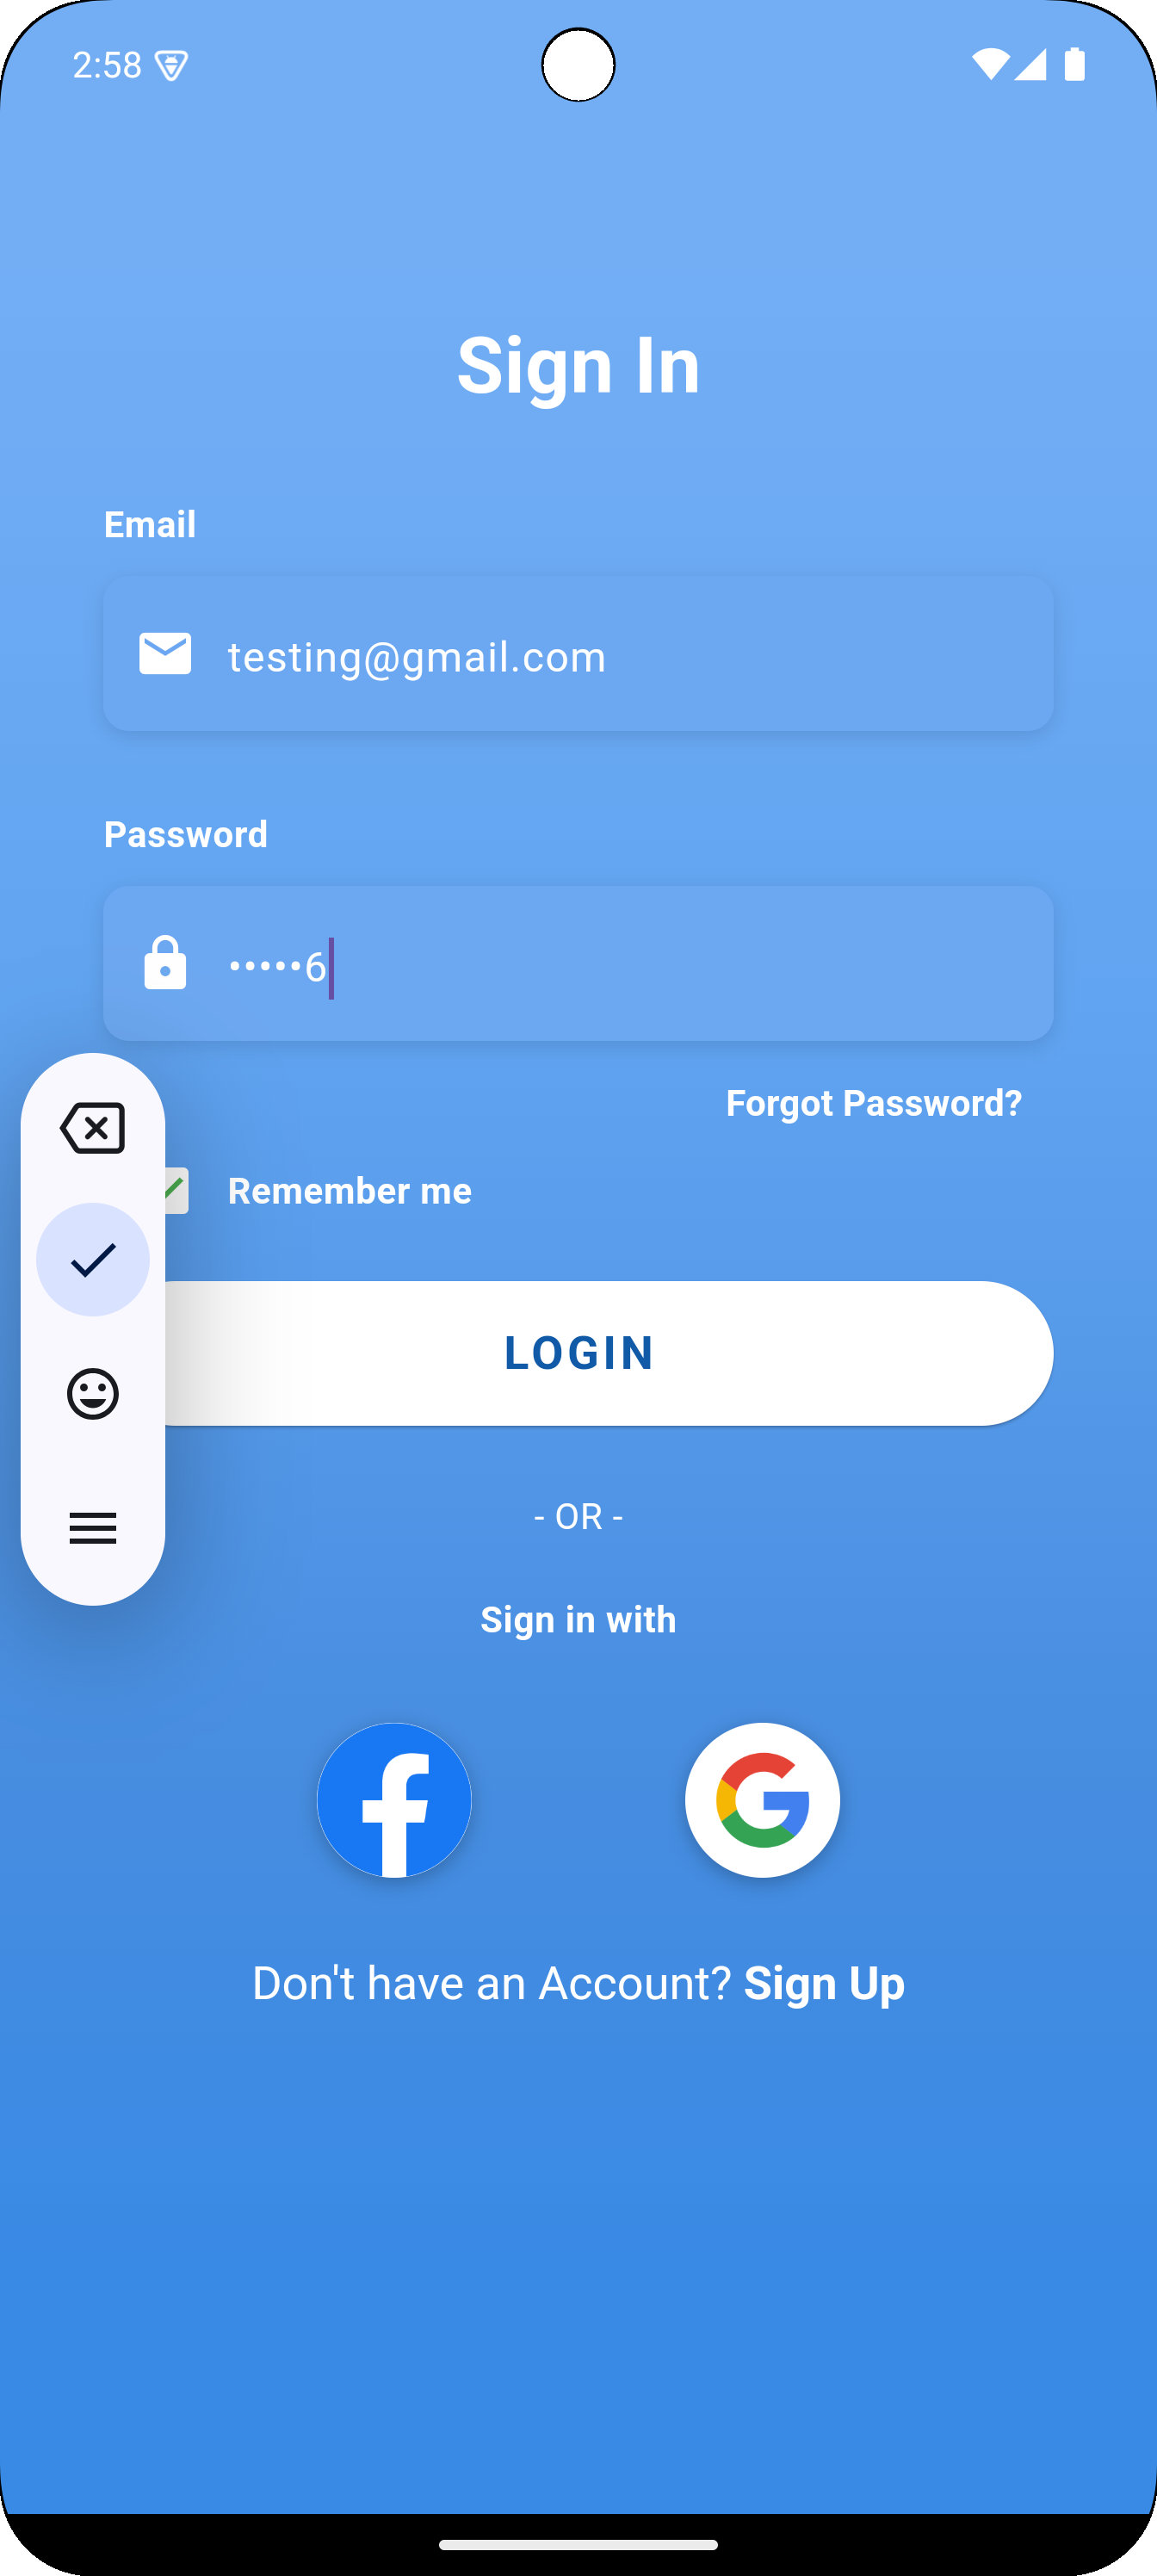 2:58
Sign In
Email
testing@gmail.com
Password
•••••6
Forgot Password?
Remember me
LOGIN
- OR -
Sign in with
Don't have an Account? Sign Up